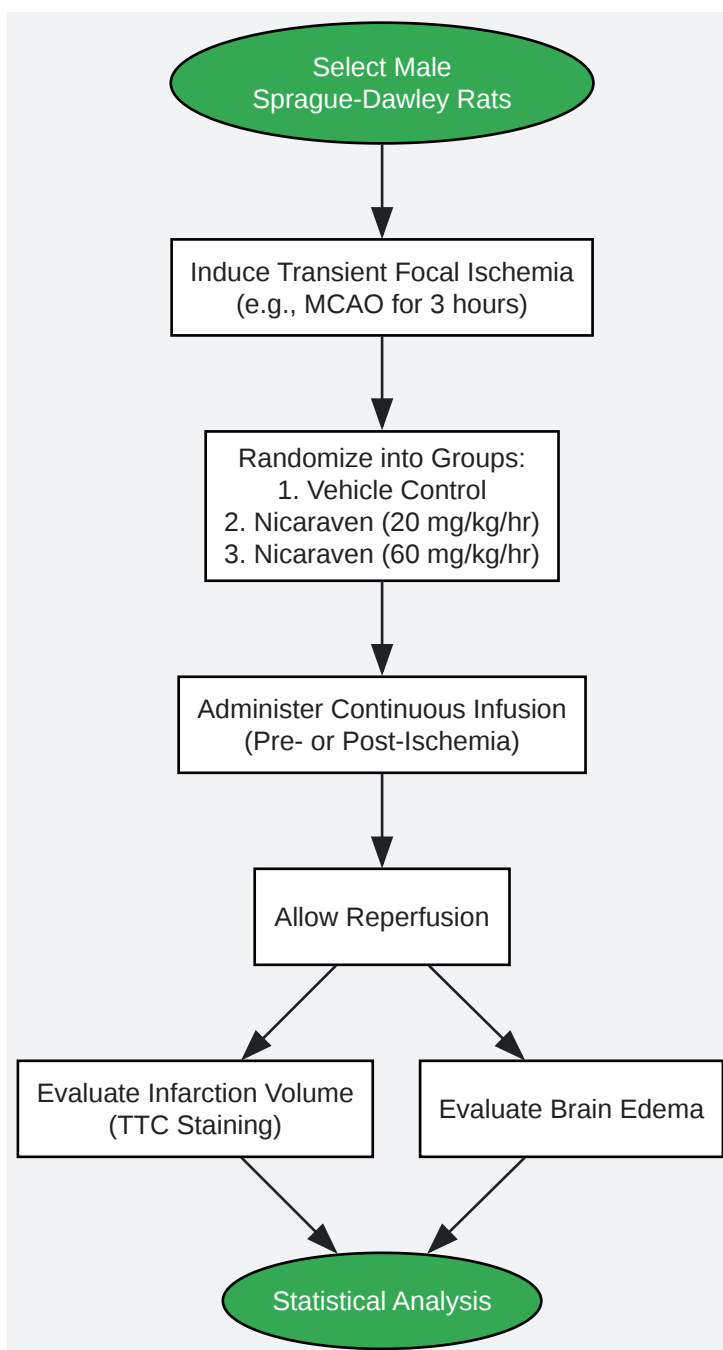 Select Male
Sprague-Dawley Rats
Induce Transient Focal Ischemia
(e.g., MCAO for 3 hours)
Randomize into Groups:
1. Vehicle Control
2. Nicaraven (20 mg/kg/hr)
3. Nicaraven (60 mg/kg/hr)
Administer Continuous Infusion
(Pre- or Post-Ischemia)
Allow Reperfusion
Evaluate Infarction Volume
(TTC Staining)
Evaluate Brain Edema
Statistical Analysis